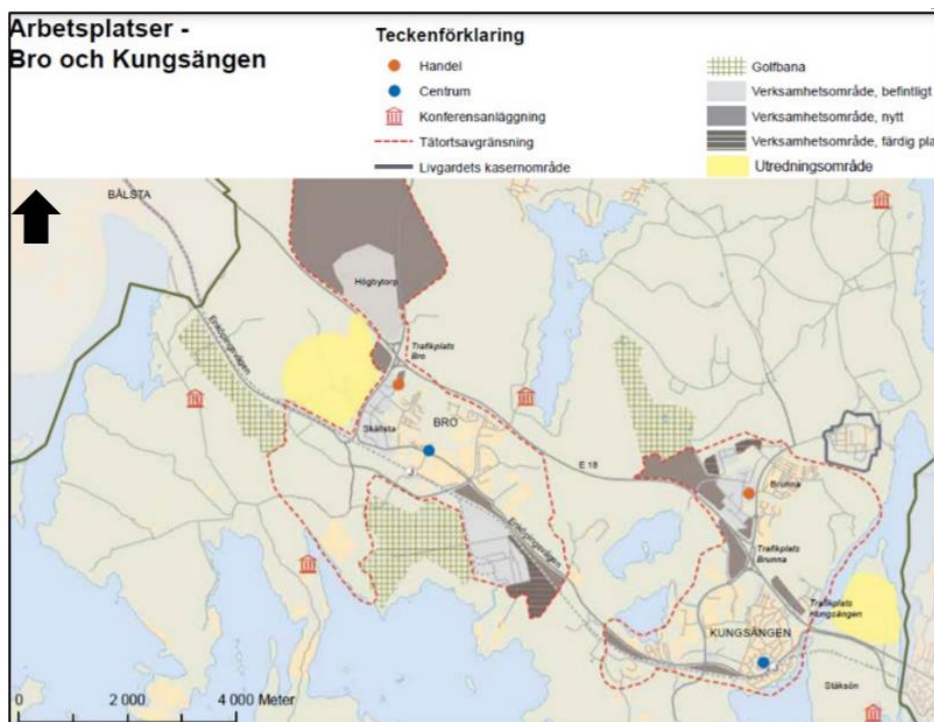 Arbetsplatser -
Bro och Kungsängen
Teckenförklaring
Handel
Centrum
Konferensanläggning
Tätortsavgränsning
Livgardets kasernområde
Golfbana
Verksamhetsområde, befintligt
Verksamhetsområde, nytt
Verksamhetsområde, färdig pla
Utredningsområde
BÅLSTA
Högbytorp
Enköpingsvägen
Trafikplats
Bro
BRO
Skällsta
E 18
Brunna
Enköpingsvägen
Trafikplats
Brunna
Trafikplats
Kungsängen
KUNGSÄNGEN
Stäksön
0 2 000 4 000 Meter